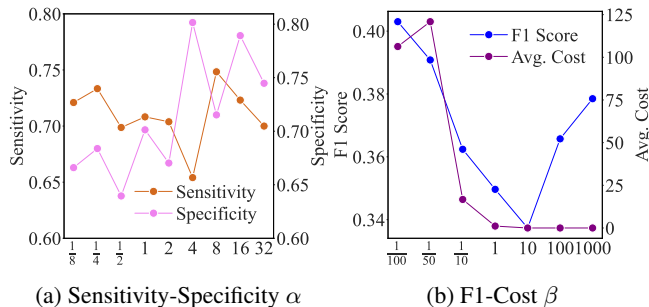 0.80
0.75
0.70
0.65
0.60
Sensitivity
Sensitivity
Specificity
0.80
0.75
0.70
0.65
0.60
Specificity
1/8 1/4 1/2 1 2 4 8 16 32
(a) Sensitivity-Specificity α
0.40
0.38
0.36
0.34
F1 Score
F1 Score
Avg. Cost
125
100
75
50
25
0
Avg. Cost
1/100 1/50 1/10 1 10 100 1000
(b) F1-Cost β